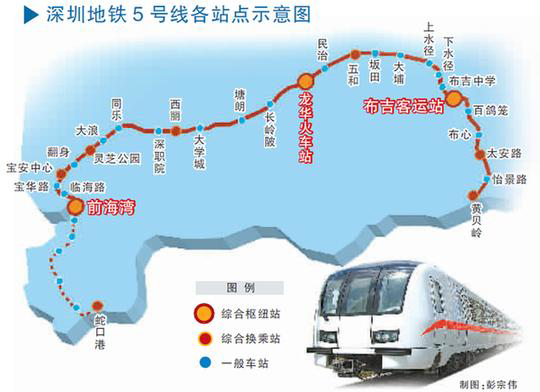 深圳地铁5号线各站点示意图
蛇口港
前海湾
临海路
宝华路
宝安中心
翻身
灵芝公园
大浪
同乐
深职院
西丽
大学城
塘朗
长岭陂
龙华火车站
民治
五和
坂田
大埔
上水径
下水径
布吉中学
布吉客运站
百鸽笼
布心
太安路
怡景路
黄贝岭
图例
综合枢纽站
综合换乘站
一般车站
制图:彭宗伟